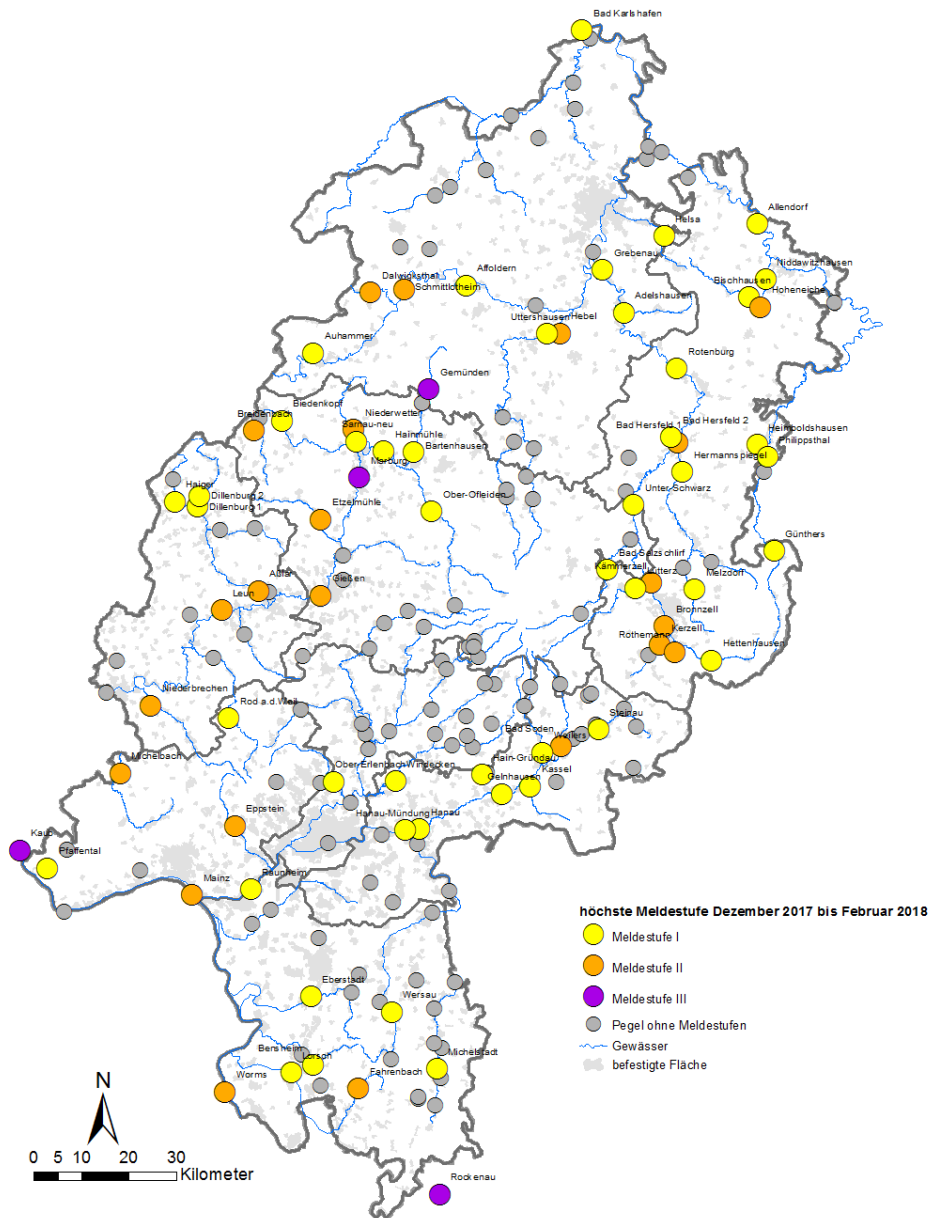 Bad Karlshafen
Allendorf
Helsa
Niddawitzhausen
Grebenau
Bischhausen
Hoheneiche
Affoldern
Dalwigksthal
Schmittlotheim
Adelshausen
Uttershausen
Hebel
Auhammer
Rotenburg
Gemünden
Biedenkopf
Breidenbach
Niederwetter
Sarnau-neu
Hainmühle
Bartenhausen
Marburg
Bad Hersfeld 1
Bad Hersfeld 2
Heimboldshausen
Philippsthal
Hermannspiegel
Haiger
Dillenburg 2
Dillenburg 1
Etzelmühle
Ober-Ofleiden
Unter-Schwarz
Günthers
Bad Salzschlirf
Kämmerzell
Lütterz
Melzdorf
Aßlar
Gießen
Leun
Bronnzell
Kerzell
Rothemann
Hettenhausen
Niederbrechen
Rod a.d.Weil
Steinau
Bad Soden
Weilers
Michelbach
Ober-Erlenbach
Windecken
Hain-Gründau
Kassel
Gelnhausen
Eppstein
Hanau-Mündung
Hanau
Kaub
Pfaffental
Mainz
Raunheim
höchste Meldestufe Dezember 2017 bis Februar 2018
Meldestufe I
Meldestufe II
Meldestufe III
Pegel ohne Meldestufen
Gewässer
befestigte Fläche
Eberstadt
Wersau
Bensheim
Lorsch
Michelstadt
Worms
Fahrenbach
N
0 5 10 20 30
Kilometer
Rockenau